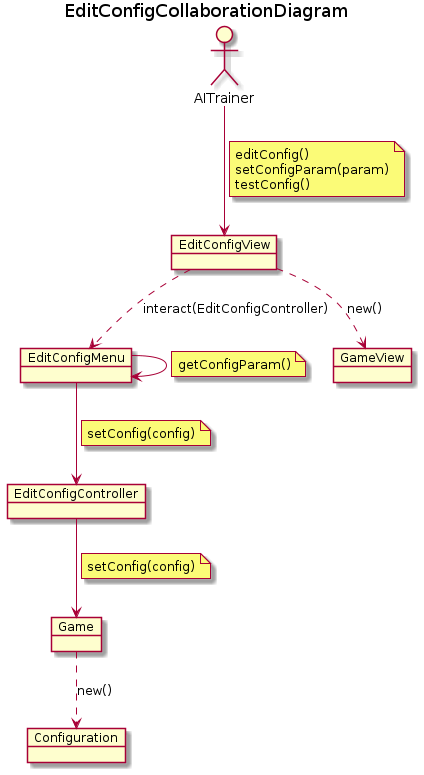 EditConfigCollaborationDiagram
AITrainer
editConfig()
setConfigParam(param)
testConfig()
EditConfigView
interact(EditConfigController)
new()
EditConfigMenu
getConfigParam()
GameView
setConfig(config)
EditConfigController
setConfig(config)
Game
new()
Configuration